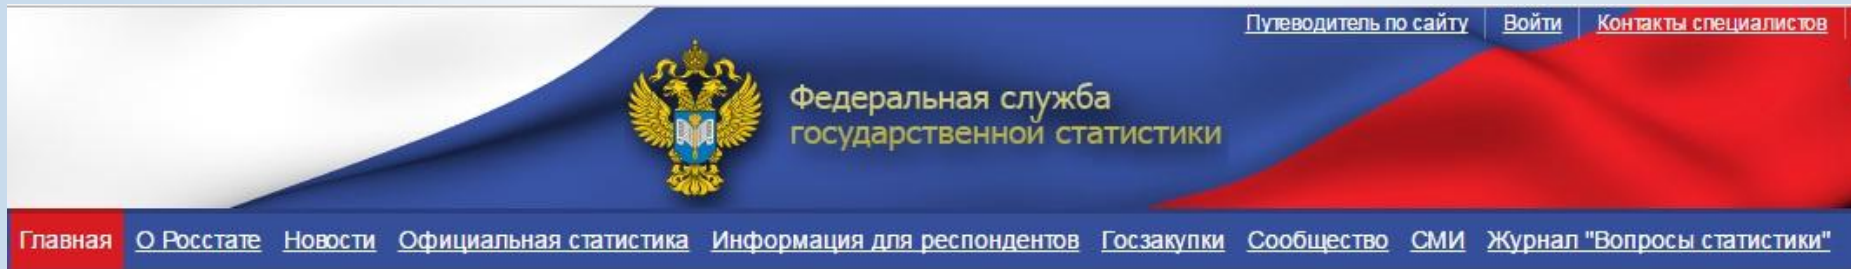 Путеводитель по сайту Войти Контакты специалистов
Федеральная служба
государственной статистики
Главная О Росстате Новости Официальная статистика Информация для респондентов Госзакупки Сообщество СМИ Журнал "Вопросы статистики"